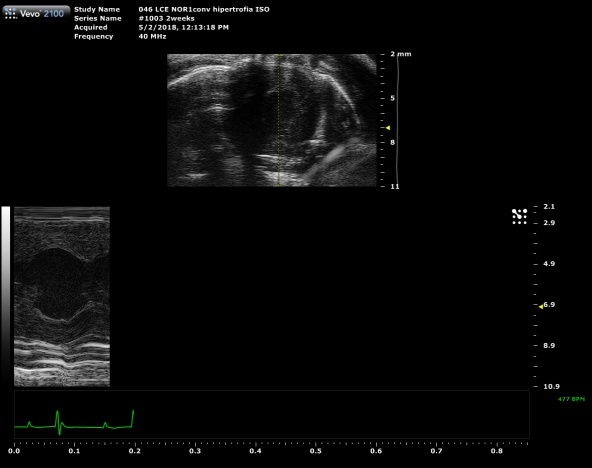 Vevo 2100
Study Name 046 LCE NOR1conv hipertrofia ISO
Series Name #1003 2weeks
Acquired 5/2/2018, 12:13:18 PM
Frequency 40 MHz
2 mm
5
8
11
2.1
2.9
4.9
6.9
8.9
10.9
477 BPM
0.0 0.1 0.2 0.3 0.4 0.5 0.6 0.7 0.8